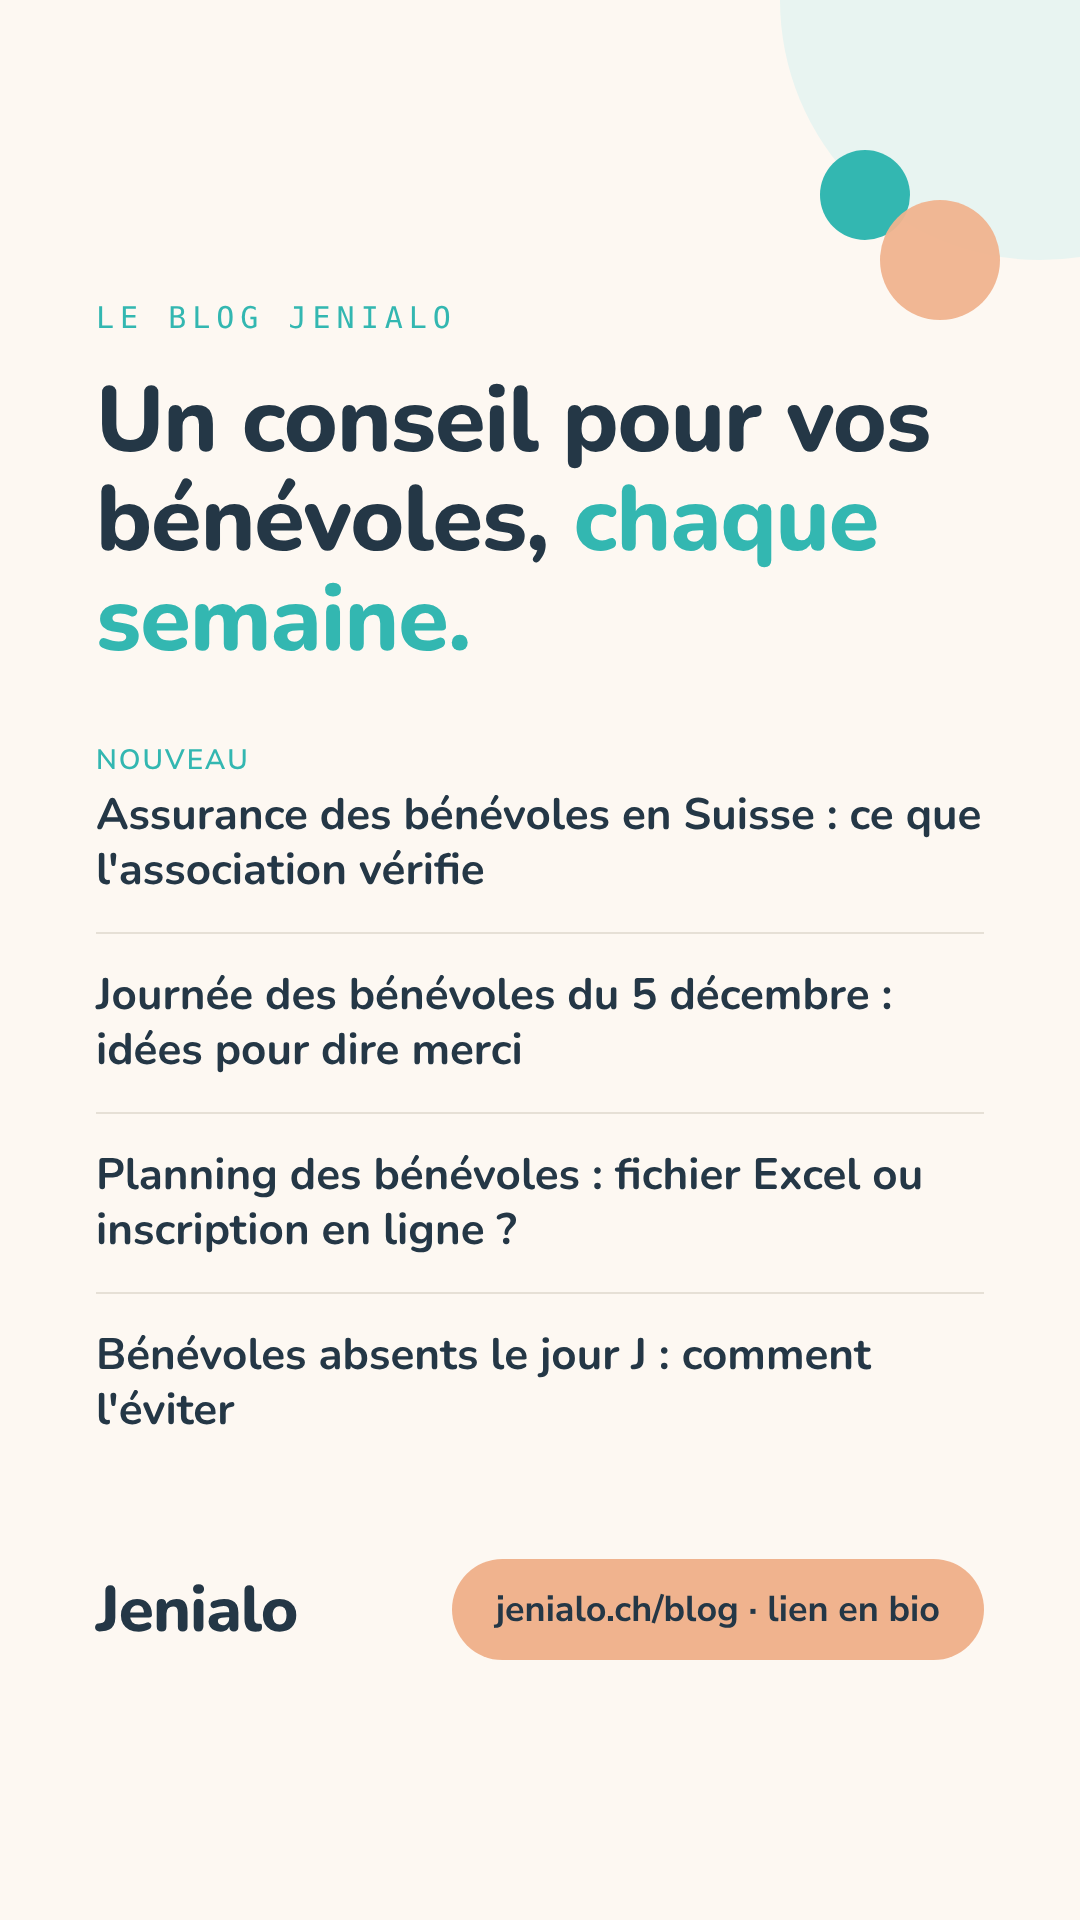 LE BLOG JENIALO
Un conseil pour vos
bénévoles, chaque
semaine.
NOUVEAU
Assurance des bénévoles en Suisse : ce que
l'association vérifie
Journée des bénévoles du 5 décembre :
idées pour dire merci
Planning des bénévoles : fichier Excel ou
inscription en ligne ?
Bénévoles absents le jour J : comment
l'éviter
Jenialo
jenialo.ch/blog · lien en bio